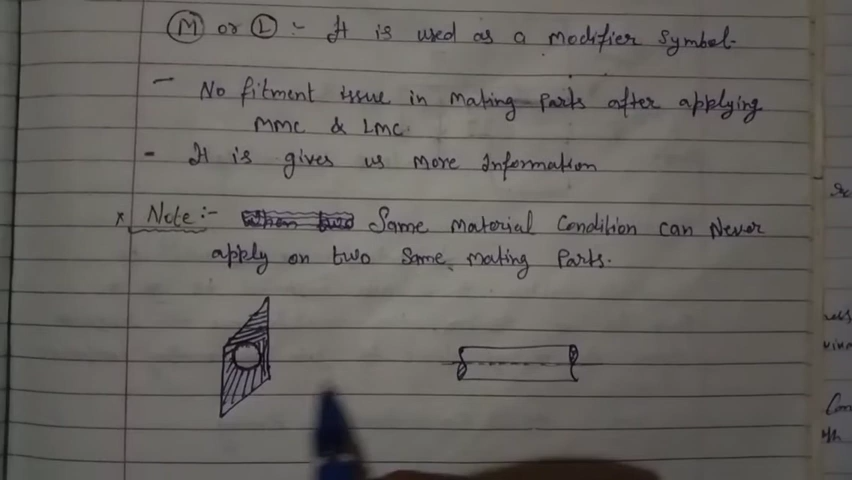 Ⓜ or Ⓛ :- It is used as a modifier symbol.
- No fitment issue in mating parts after applying
MMC & LMC.
- It is gives us more information
x Note :- Same material condition can Never
apply on two same mating parts.